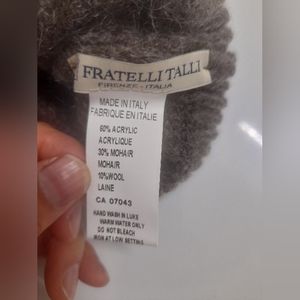 FRATELLI TALLI
FIRENZE - ITALIA
MADE IN ITALY
FABRIQUE EN ITALIE
60% ACRYLIC
ACRYLIQUE
30% MOHAIR
MOHAIR
10%WOOL
LAINE
CA 07043
HAND WASH IN LUKE
WARM WATER ONLY
DO NOT BLEACH
IRON AT LOW SETTING